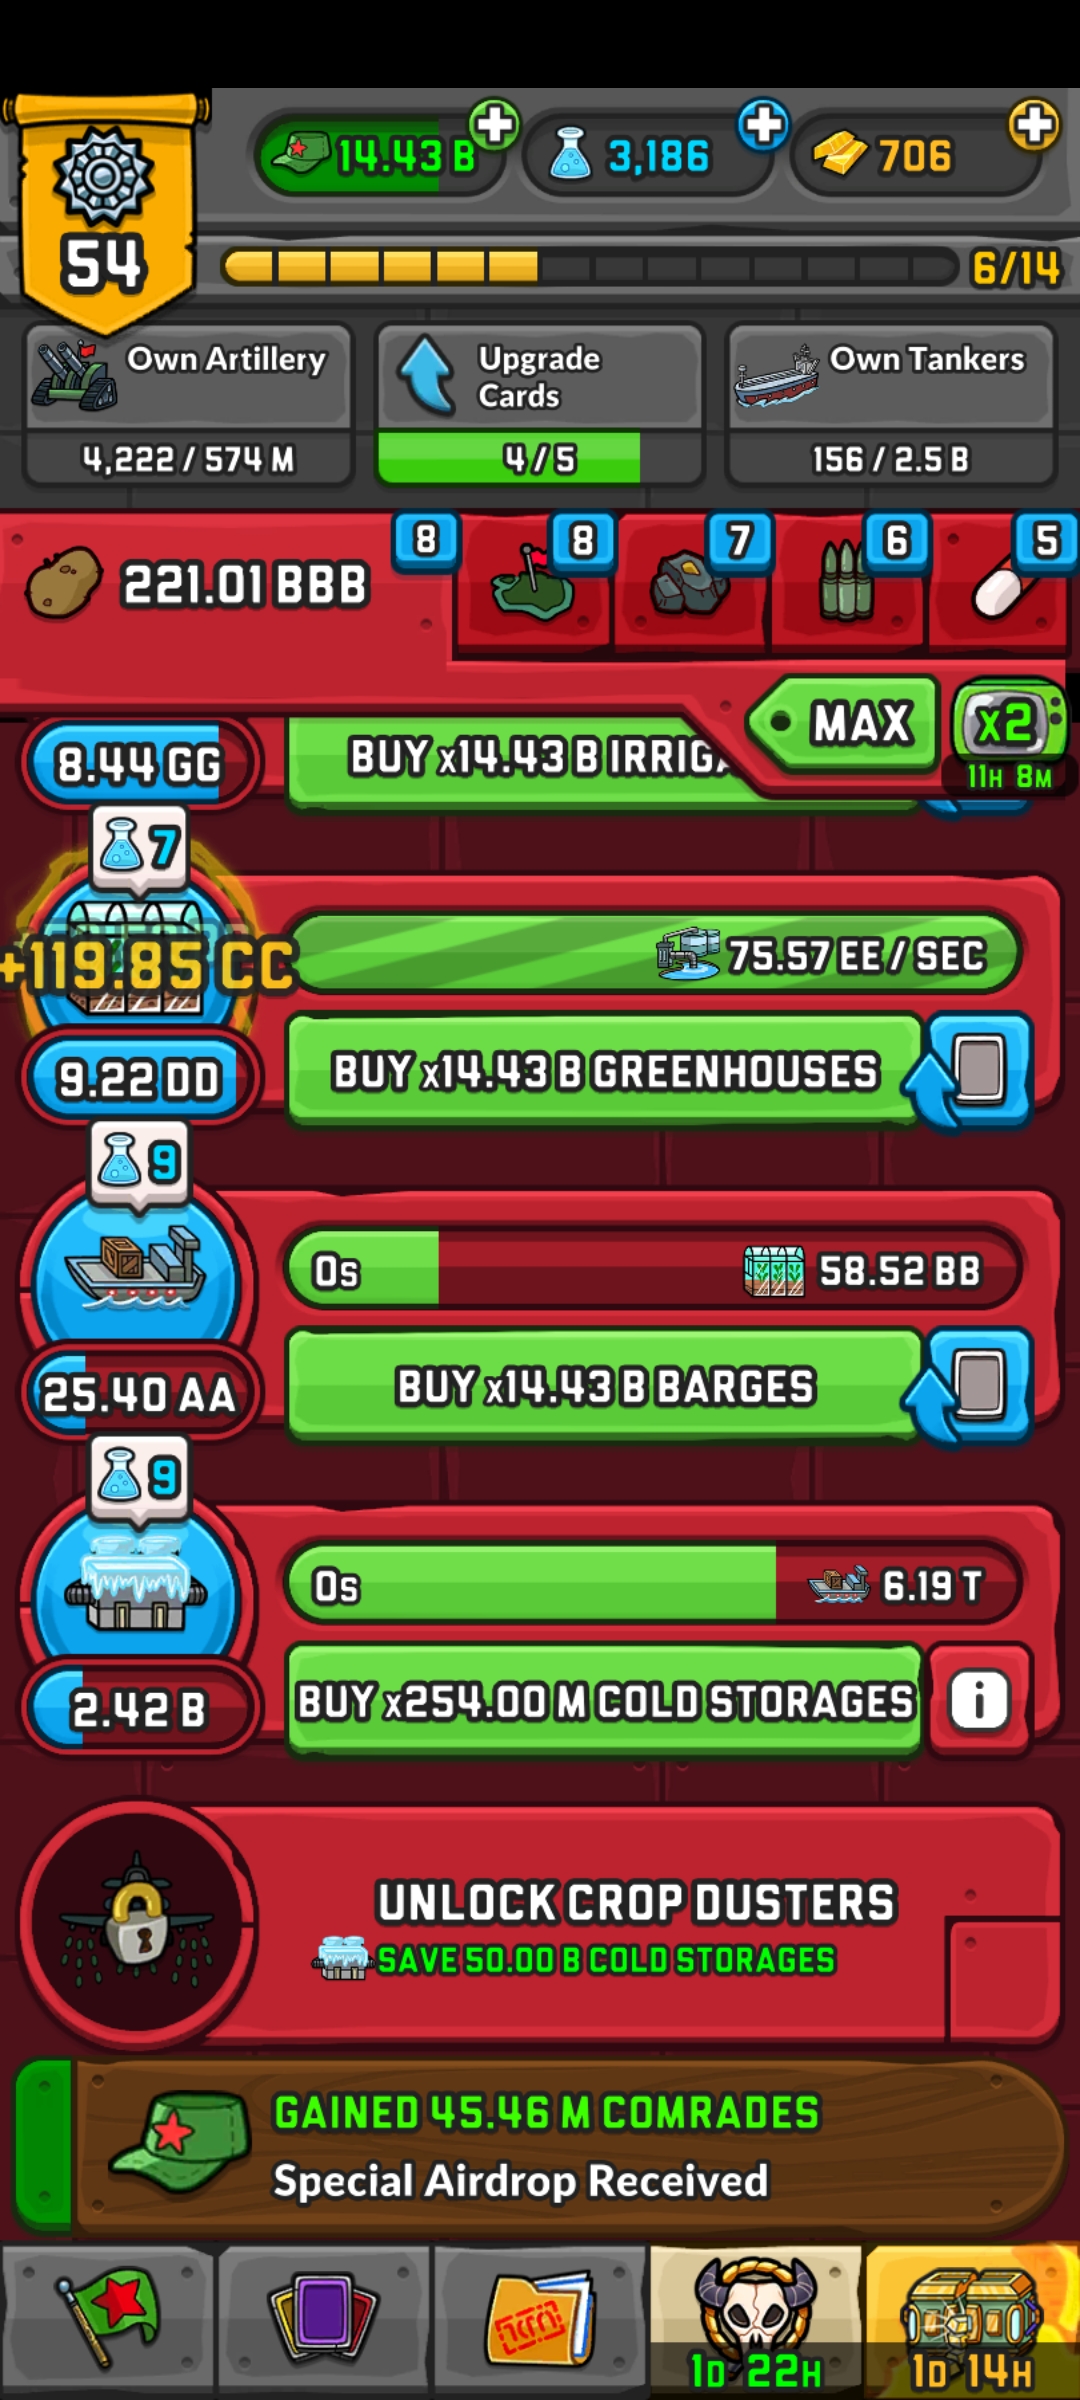 14.43 B
3,186
706
54
6/14
Own Artillery
4,222 / 574 M
Upgrade
Cards
4 / 5
Own Tankers
156 / 2.5 B
221.01 BBB
8
8
7
6
5
MAX
x2
11H 8M
8.44 GG
BUY x14.43 B IRRIG
7
+119.85 CC
75.57 EE / SEC
9.22 DD
BUY x14.43 B GREENHOUSES
9
0s
58.52 BB
25.40 AA
BUY x14.43 B BARGES
9
0s
6.19 T
2.42 B
BUY x254.00 M COLD STORAGES
i
UNLOCK CROP DUSTERS
SAVE 50.00 B COLD STORAGES
GAINED 45.46 M COMRADES
Special Airdrop Received
1D 22H
1D 14H